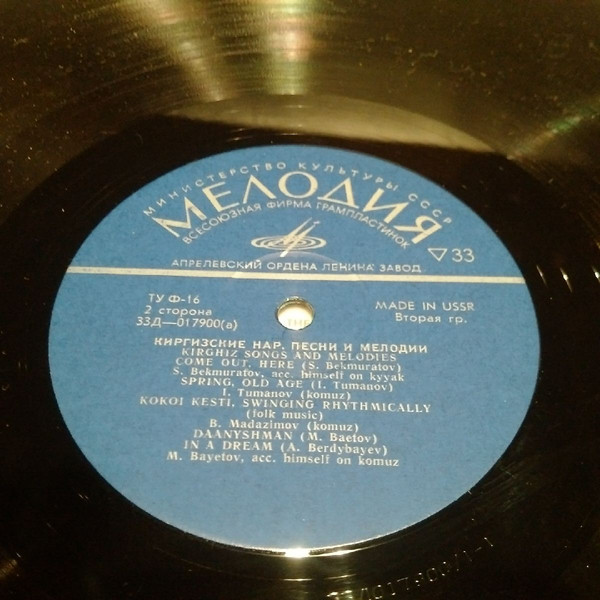 МИНИСТЕРСТВО КУЛЬТУРЫ СССР
МЕЛОДИЯ
ВСЕСОЮЗНАЯ ФИРМА ГРАМПЛАСТИНОК
▽33
АПРЕЛЕВСКИЙ ОРДЕНА ЛЕНИНА ЗАВОД
ТУ Ф-16
MADE IN USSR
2 сторона
Вторая гр.
33Д—017900(а)
КИРГИЗСКИЕ НАР. ПЕСНИ И МЕЛОДИИ
KIRGHIZ SONGS AND MELODIES
COME OUT, HERE (S. Bekmuratov)
S. Bekmuratov, acc. himself on kyyak
SPRING, OLD AGE (I. Tumanov)
I. Tumanov (komuz)
KOKOI KESTI, SWINGING RHYTHMICALLY
(folk music)
B. Madazimov (komuz)
DAANYSHMAN (M. Baetov)
IN A DREAM (A. Berdybayev)
M. Bayetov, acc. himself on komuz